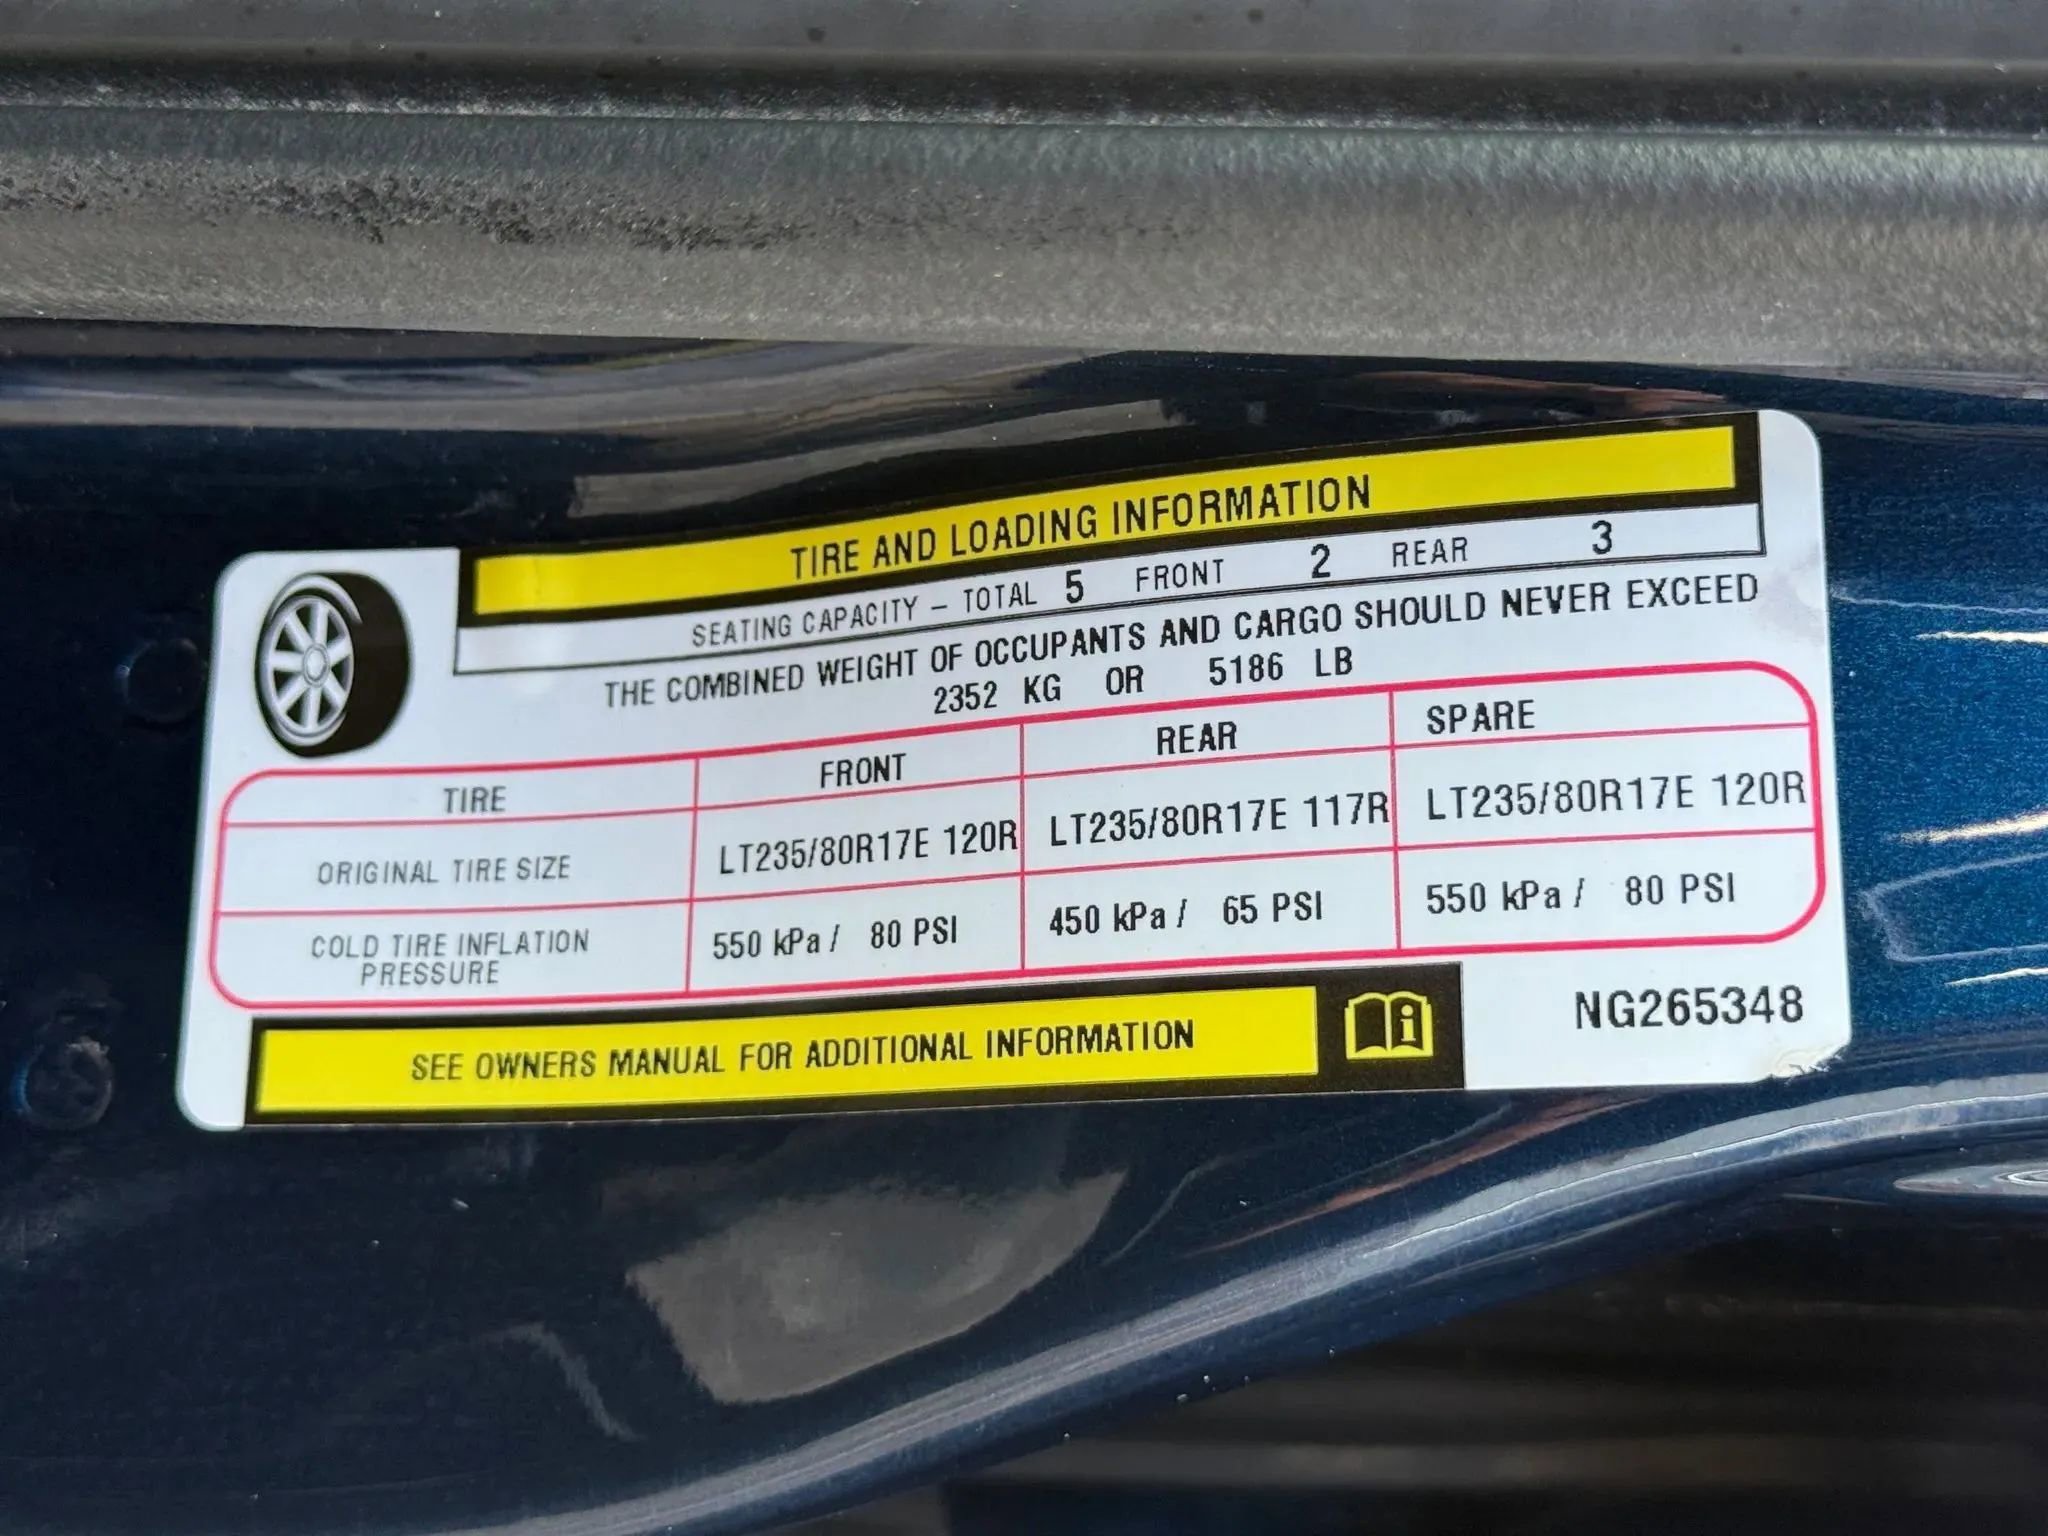 TIRE AND LOADING INFORMATION
SEATING CAPACITY – TOTAL 5 FRONT 2 REAR 3
THE COMBINED WEIGHT OF OCCUPANTS AND CARGO SHOULD NEVER EXCEED
2352 KG OR 5186 LB
TIRE FRONT REAR SPARE
ORIGINAL TIRE SIZE LT235/80R17E 120R LT235/80R17E 117R LT235/80R17E 120R
COLD TIRE INFLATION
PRESSURE 550 kPa / 80 PSI 450 kPa / 65 PSI 550 kPa / 80 PSI
SEE OWNERS MANUAL FOR ADDITIONAL INFORMATION
NG265348